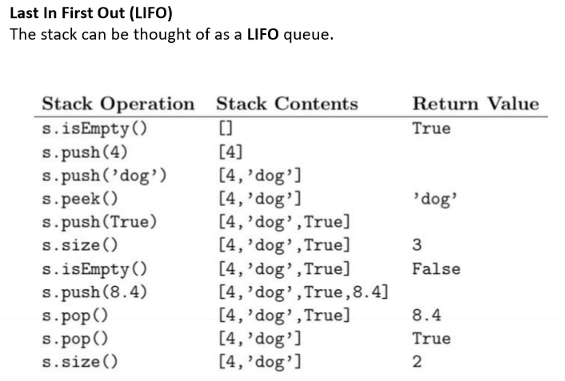 Last In First Out (LIFO)
The stack can be thought of as a LIFO queue.
Stack Operation Stack Contents Return Value
s.isEmpty() [] True
s.push(4) [4]
s.push(’dog’) [4,’dog’]
s.peek() [4,’dog’] ’dog’
s.push(True) [4,’dog’,True]
s.size() [4,’dog’,True] 3
s.isEmpty() [4,’dog’,True] False
s.push(8.4) [4,’dog’,True,8.4]
s.pop() [4,’dog’,True] 8.4
s.pop() [4,’dog’] True
s.size() [4,’dog’] 2